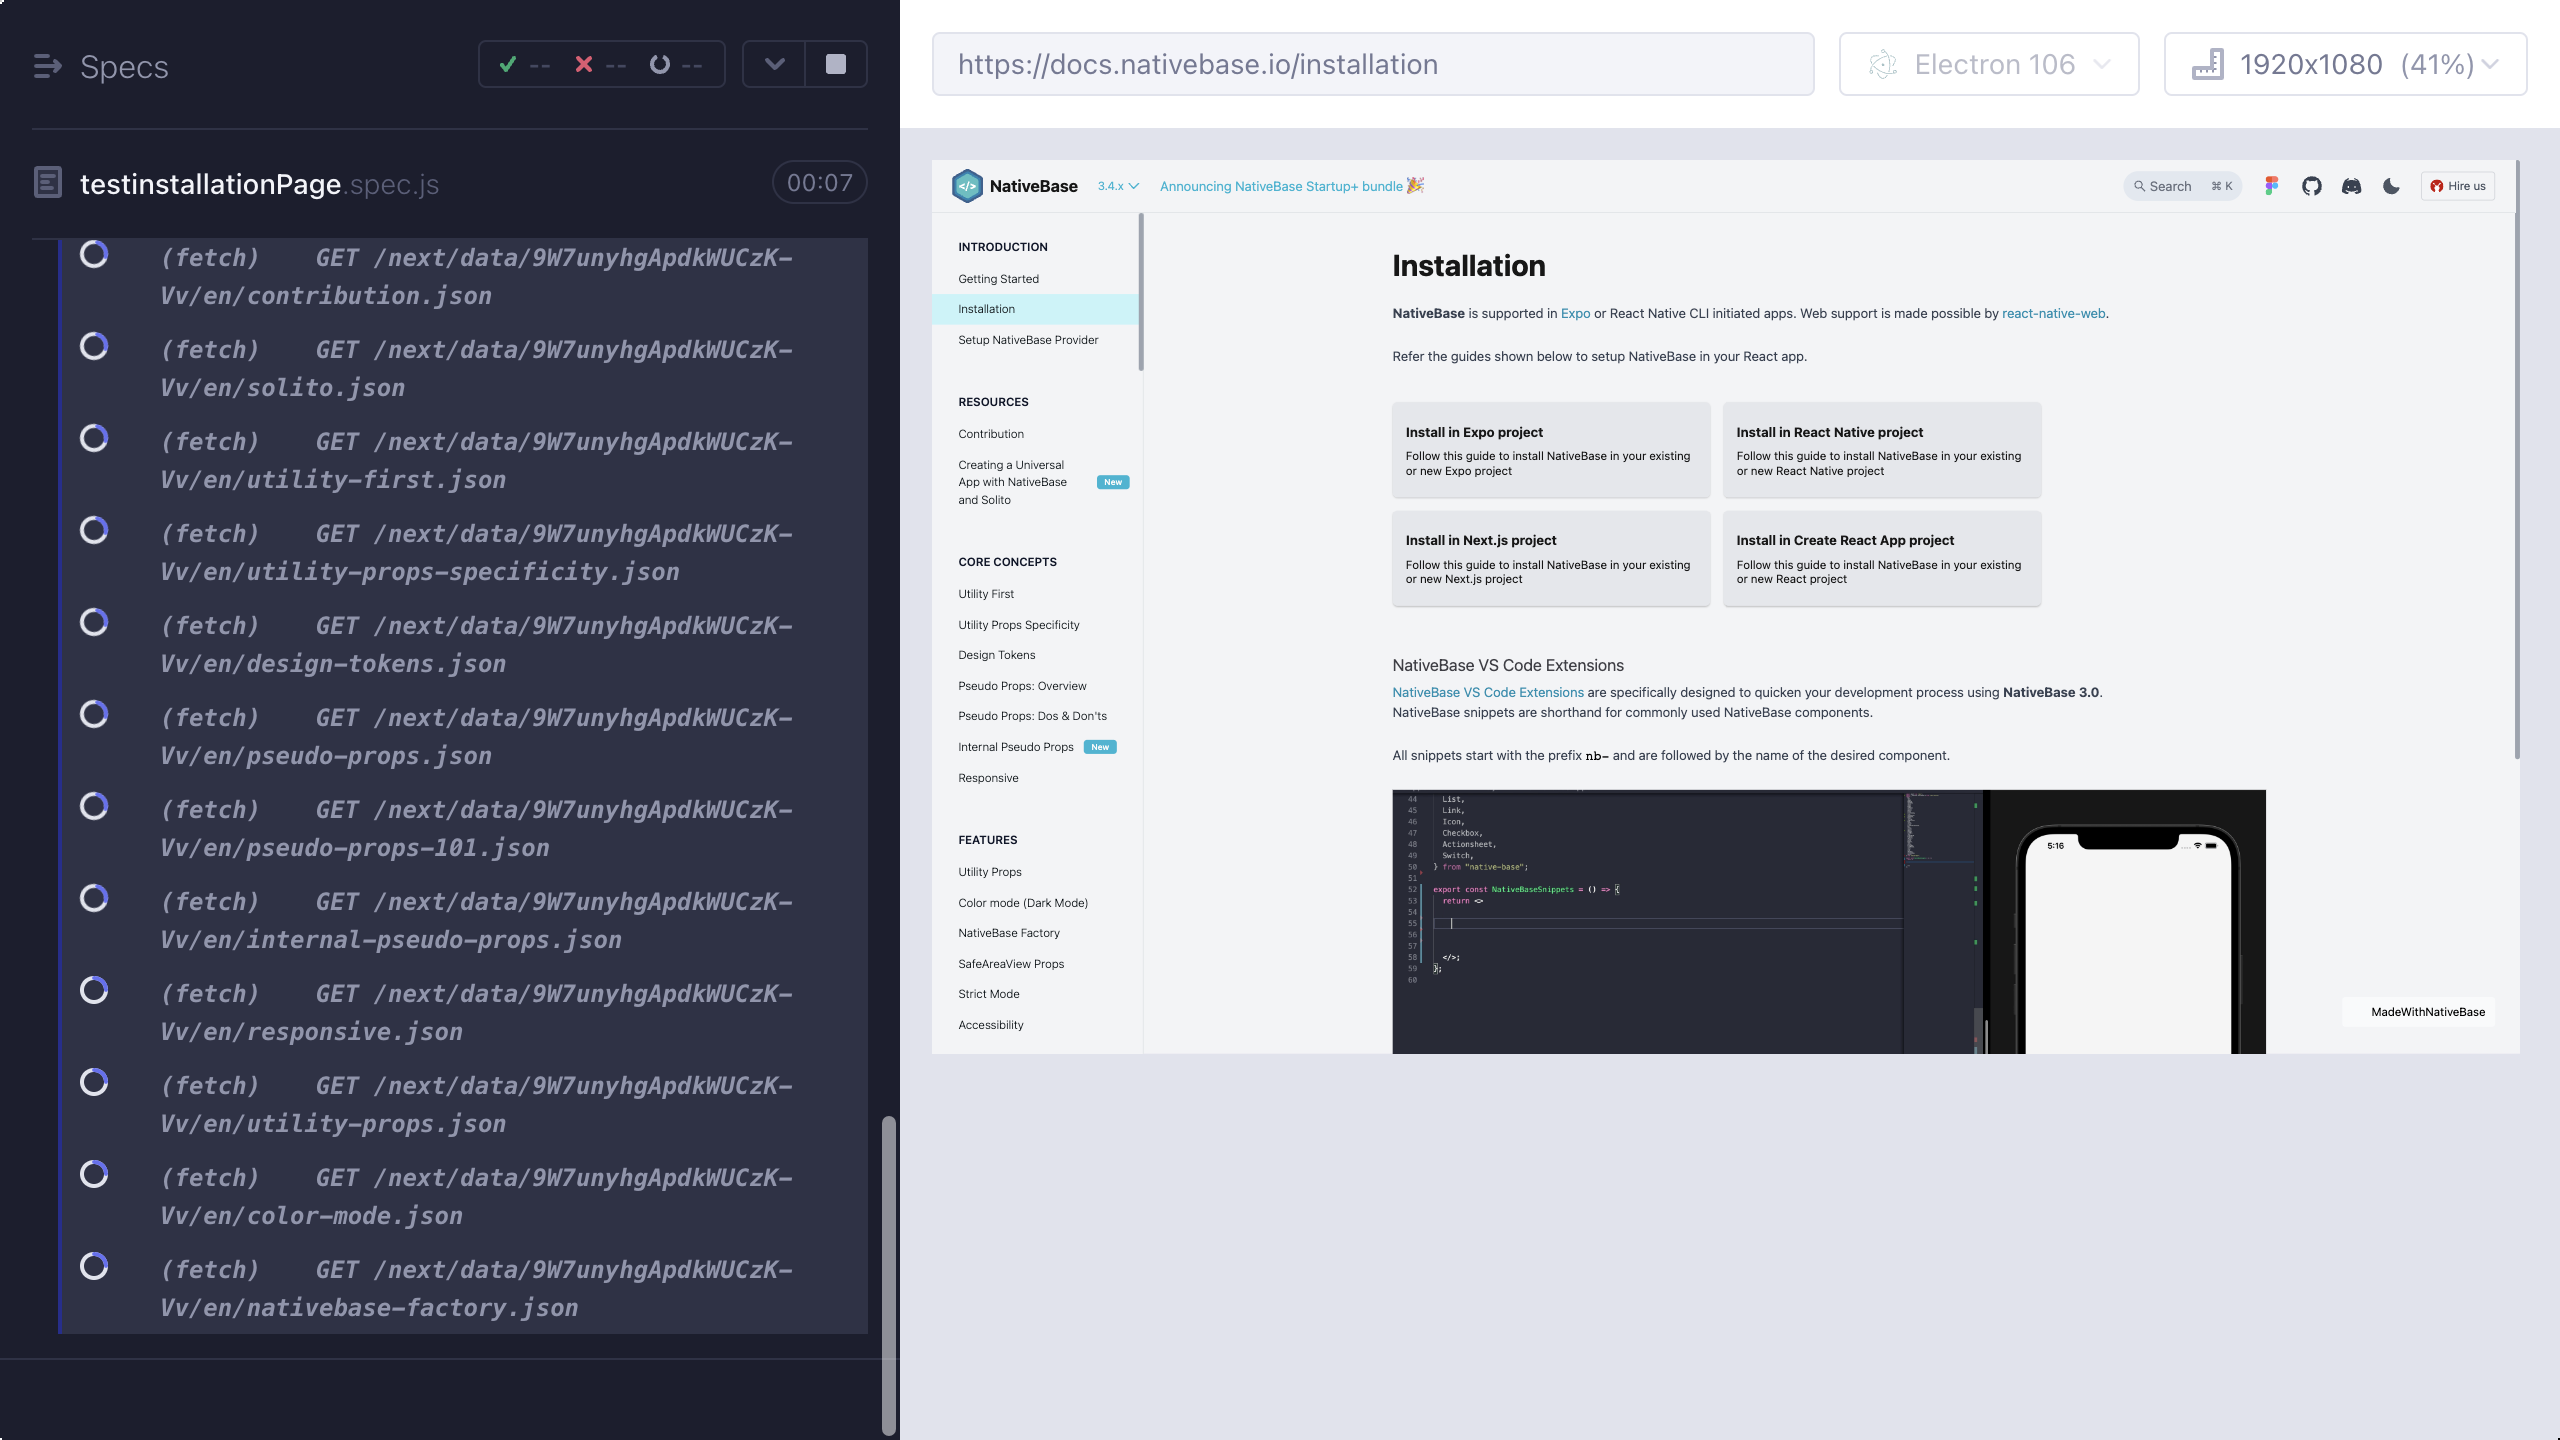 Specs
--
--
--
testinstallationPage.spec.js
00:07
(fetch) GET /next/data/9W7unyhgApdkWUCzK-
Vv/en/contribution.json
(fetch) GET /next/data/9W7unyhgApdkWUCzK-
Vv/en/solito.json
(fetch) GET /next/data/9W7unyhgApdkWUCzK-
Vv/en/utility-first.json
(fetch) GET /next/data/9W7unyhgApdkWUCzK-
Vv/en/utility-props-specificity.json
(fetch) GET /next/data/9W7unyhgApdkWUCzK-
Vv/en/design-tokens.json
(fetch) GET /next/data/9W7unyhgApdkWUCzK-
Vv/en/pseudo-props.json
(fetch) GET /next/data/9W7unyhgApdkWUCzK-
Vv/en/pseudo-props-101.json
(fetch) GET /next/data/9W7unyhgApdkWUCzK-
Vv/en/internal-pseudo-props.json
(fetch) GET /next/data/9W7unyhgApdkWUCzK-
Vv/en/responsive.json
(fetch) GET /next/data/9W7unyhgApdkWUCzK-
Vv/en/utility-props.json
(fetch) GET /next/data/9W7unyhgApdkWUCzK-
Vv/en/color-mode.json
(fetch) GET /next/data/9W7unyhgApdkWUCzK-
Vv/en/nativebase-factory.json
https://docs.nativebase.io/installation
Electron 106
1920x1080 (41%)
NativeBase
3.4.x
Announcing NativeBase Startup+ bundle 🎉
Search ⌘ K
Hire us
INTRODUCTION
Getting Started
Installation
Setup NativeBase Provider
RESOURCES
Contribution
Creating a Universal
App with NativeBase
and Solito
New
CORE CONCEPTS
Utility First
Utility Props Specificity
Design Tokens
Pseudo Props: Overview
Pseudo Props: Dos & Don'ts
Internal Pseudo Props New
Responsive
FEATURES
Utility Props
Color mode (Dark Mode)
NativeBase Factory
SafeAreaView Props
Strict Mode
Accessibility
Installation
NativeBase is supported in Expo or React Native CLI initiated apps. Web support is made possible by react-native-web.
Refer the guides shown below to setup NativeBase in your React app.
Install in Expo project
Follow this guide to install NativeBase in your existing
or new Expo project
Install in React Native project
Follow this guide to install NativeBase in your existing
or new React Native project
Install in Next.js project
Follow this guide to install NativeBase in your existing
or new Next.js project
Install in Create React App project
Follow this guide to install NativeBase in your existing
or new React project
NativeBase VS Code Extensions
NativeBase VS Code Extensions are specifically designed to quicken your development process using NativeBase 3.0.
NativeBase snippets are shorthand for commonly used NativeBase components.
All snippets start with the prefix nb- and are followed by the name of the desired component.
44 List,
45 Link,
46 Icon,
47 Checkbox,
48 Actionsheet,
49 Switch,
50 } from "native-base";
51
52 export const NativeBaseSnippets = () => {
53 return <>
54
55
56
57
58 </>;
59 };
60
5:16
MadeWithNativeBase